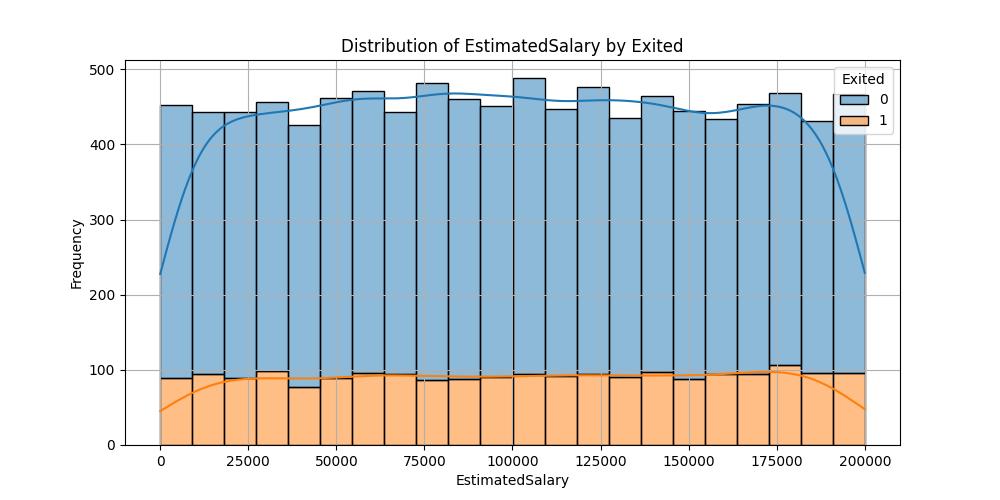 Distribution of EstimatedSalary by Exited
Exited
0
1
500
400
300
200
100
0
Frequency
0 25000 50000 75000 100000 125000 150000 175000 200000
EstimatedSalary